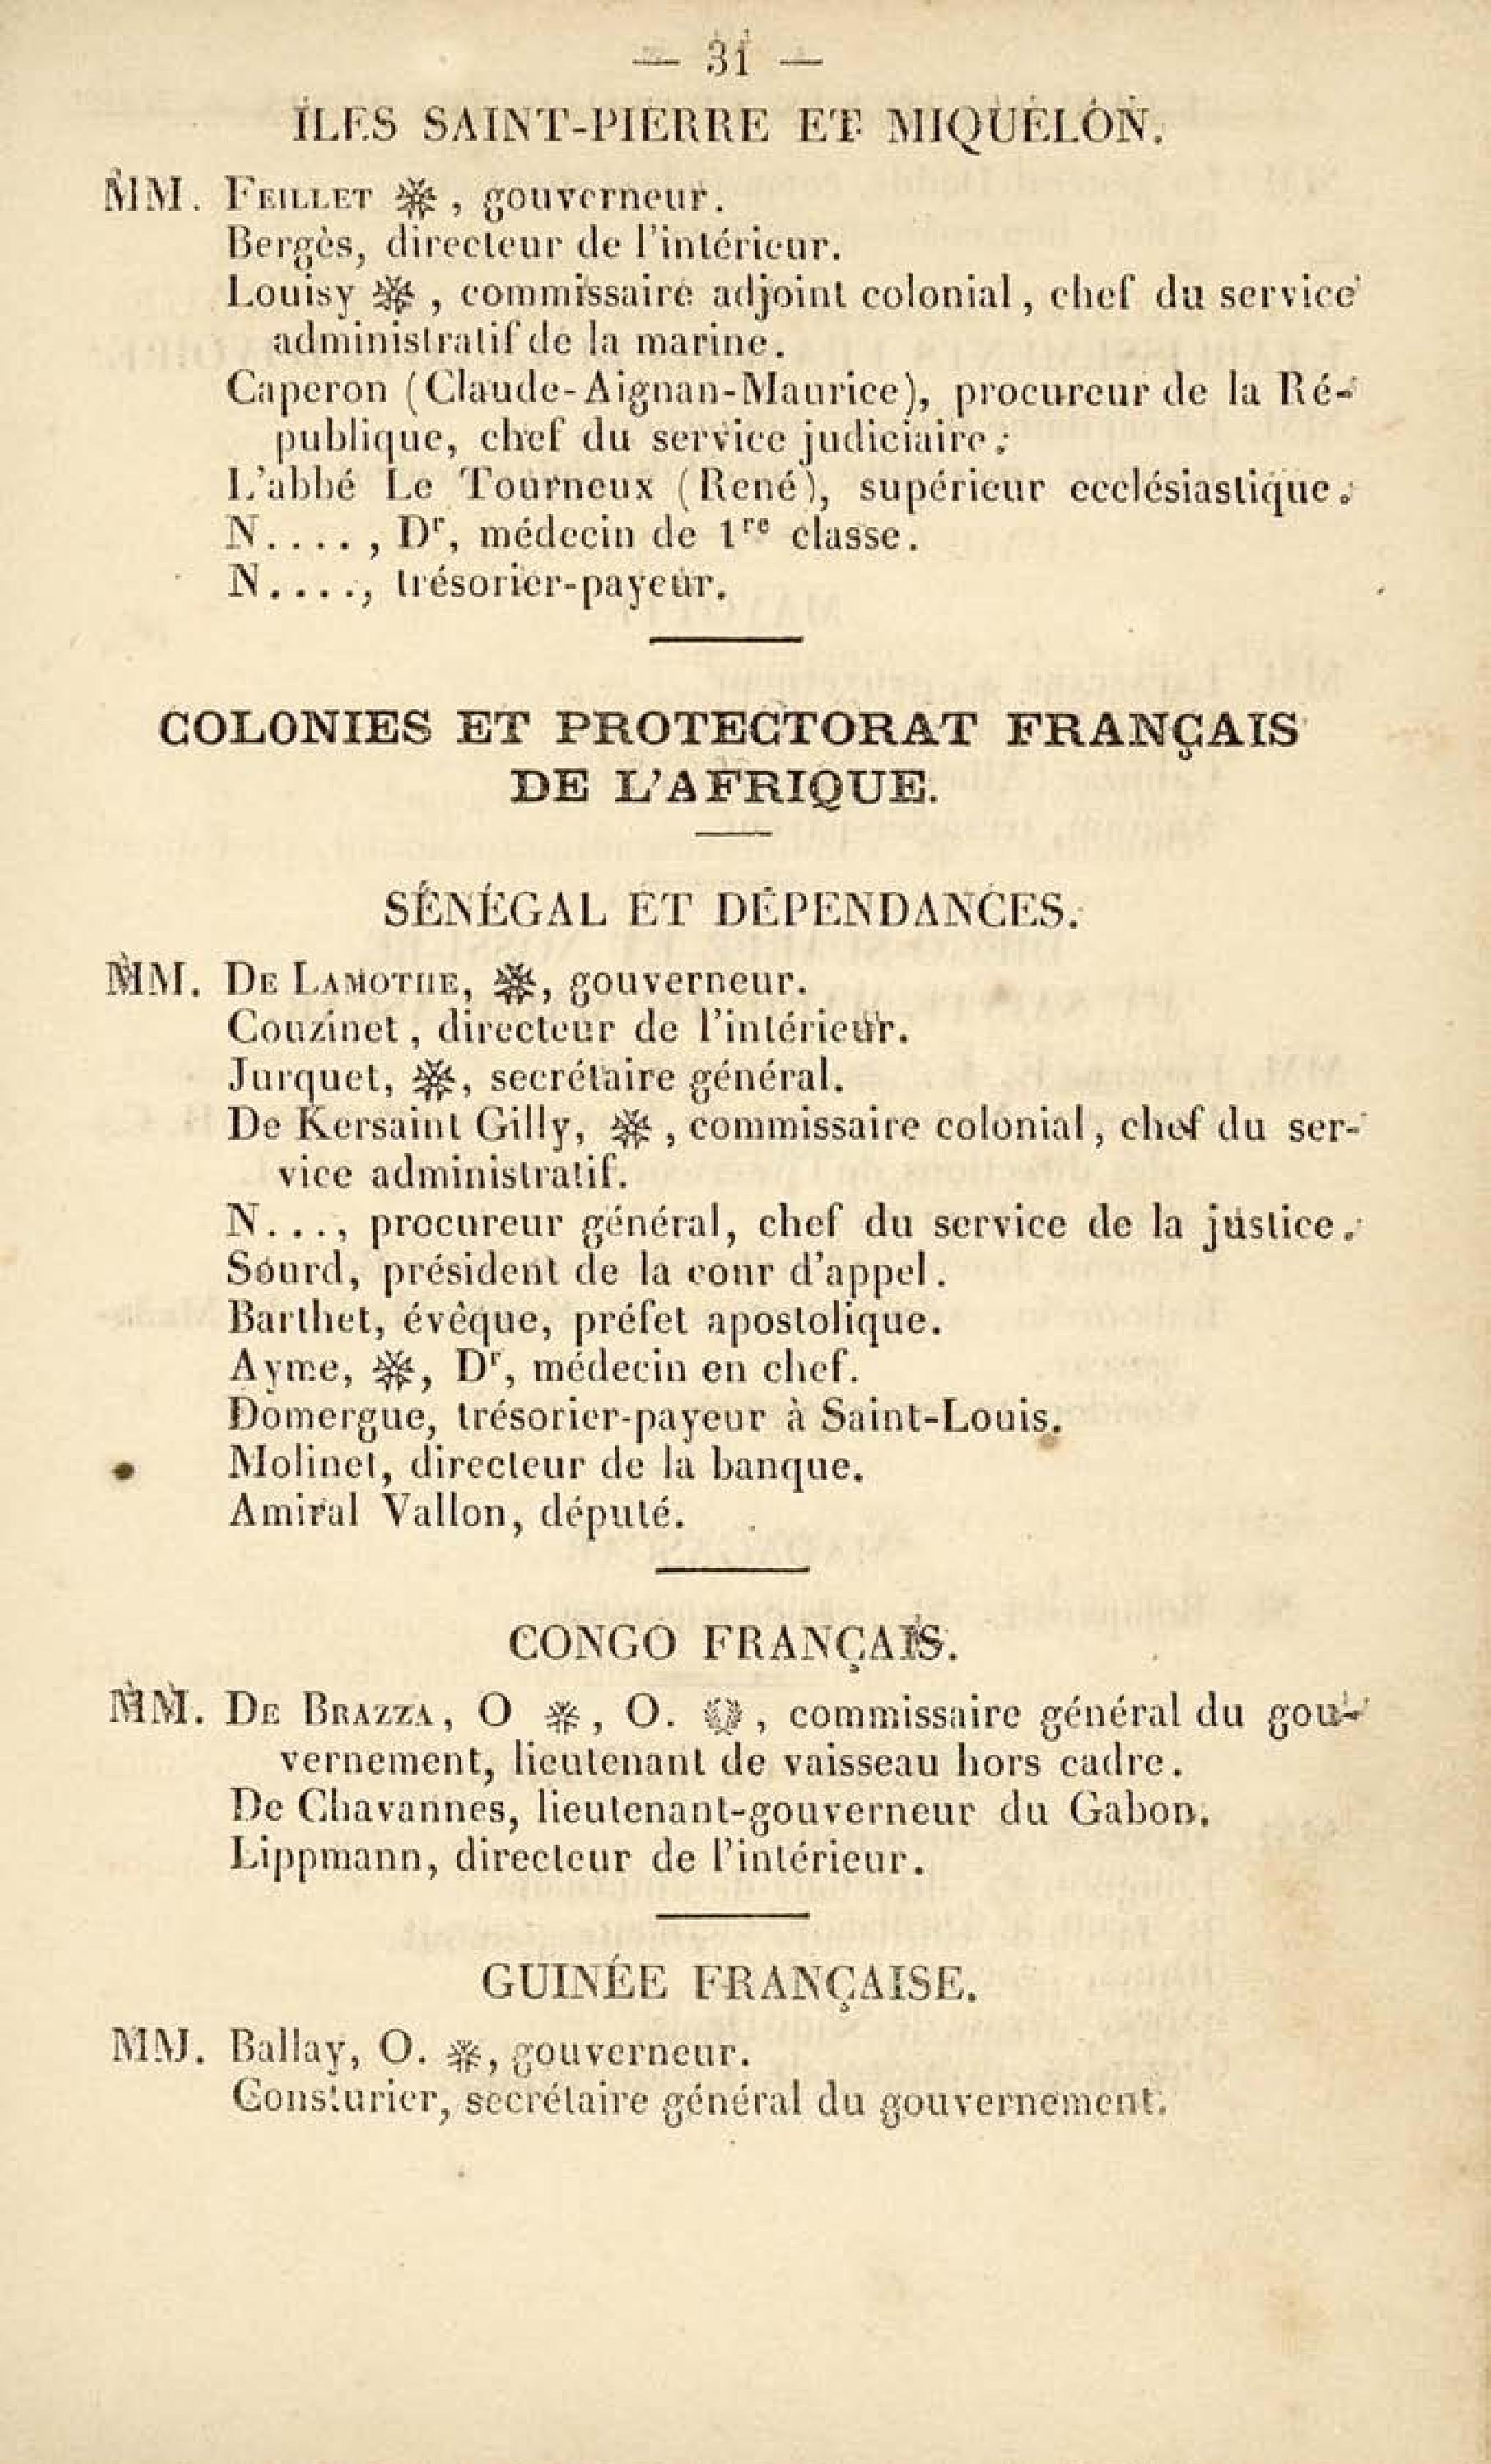 — 31 —
ÎLES SAINT-PIERRE ET MIQUELON.
MM. FEILLET ❋, gouverneur.
Bergès, directeur de l'intérieur.
Louisy ❋, commissaire adjoint colonial, chef du service
administratif de la marine.
Caperon (Claude-Aignan-Maurice), procureur de la Ré-
publique, chef du service judiciaire.
L'abbé Le Tourneux (René), supérieur ecclésiastique.
N...., Dr, médecin de 1re classe.
N...., trésorier-payeur.
COLONIES ET PROTECTORAT FRANÇAIS
DE L'AFRIQUE.
SÉNÉGAL ET DÉPENDANCES.
MM. DE LAMOTHE, ❋, gouverneur.
Couzinet, directeur de l'intérieur.
Jurquet, ❋, secrétaire général.
De Kersaint Gilly, ❋, commissaire colonial, chef du ser-
vice administratif.
N..., procureur général, chef du service de la justice.
Sourd, président de la cour d'appel.
Barthet, évêque, préfet apostolique.
Ayme, ❋, Dr, médecin en chef.
Domergue, trésorier-payeur à Saint-Louis.
Molinet, directeur de la banque.
Amiral Vallon, député.
CONGO FRANÇAIS.
MM. DE BRAZZA, O ❋, O. , commissaire général du gou-
vernement, lieutenant de vaisseau hors cadre.
De Chavannes, lieutenant-gouverneur du Gabon.
Lippmann, directeur de l'intérieur.
GUINÉE FRANÇAISE.
MM. Ballay, O. ❋, gouverneur.
Consturier, secrétaire général du gouvernement.